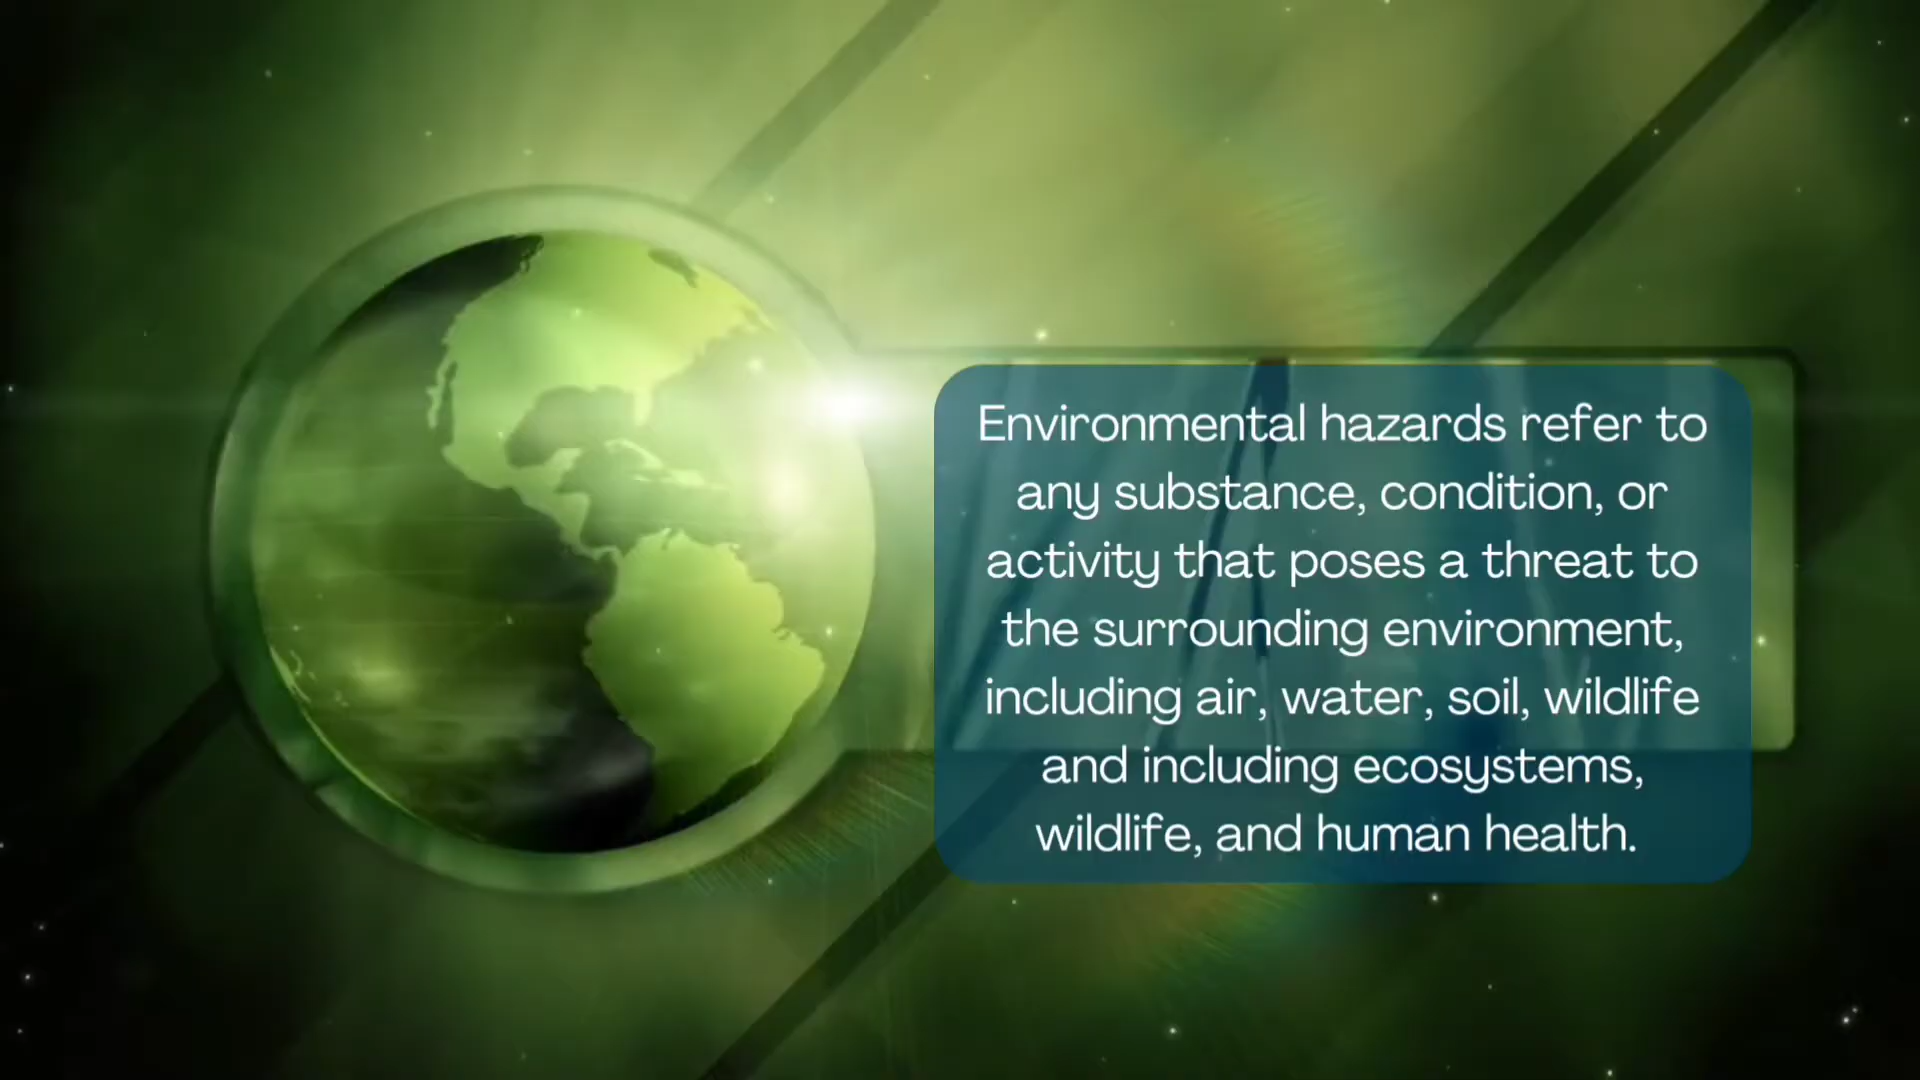 Environmental hazards refer to
any substance, condition, or
activity that poses a threat to
the surrounding environment,
including air, water, soil, wildlife
and including ecosystems,
wildlife, and human health.